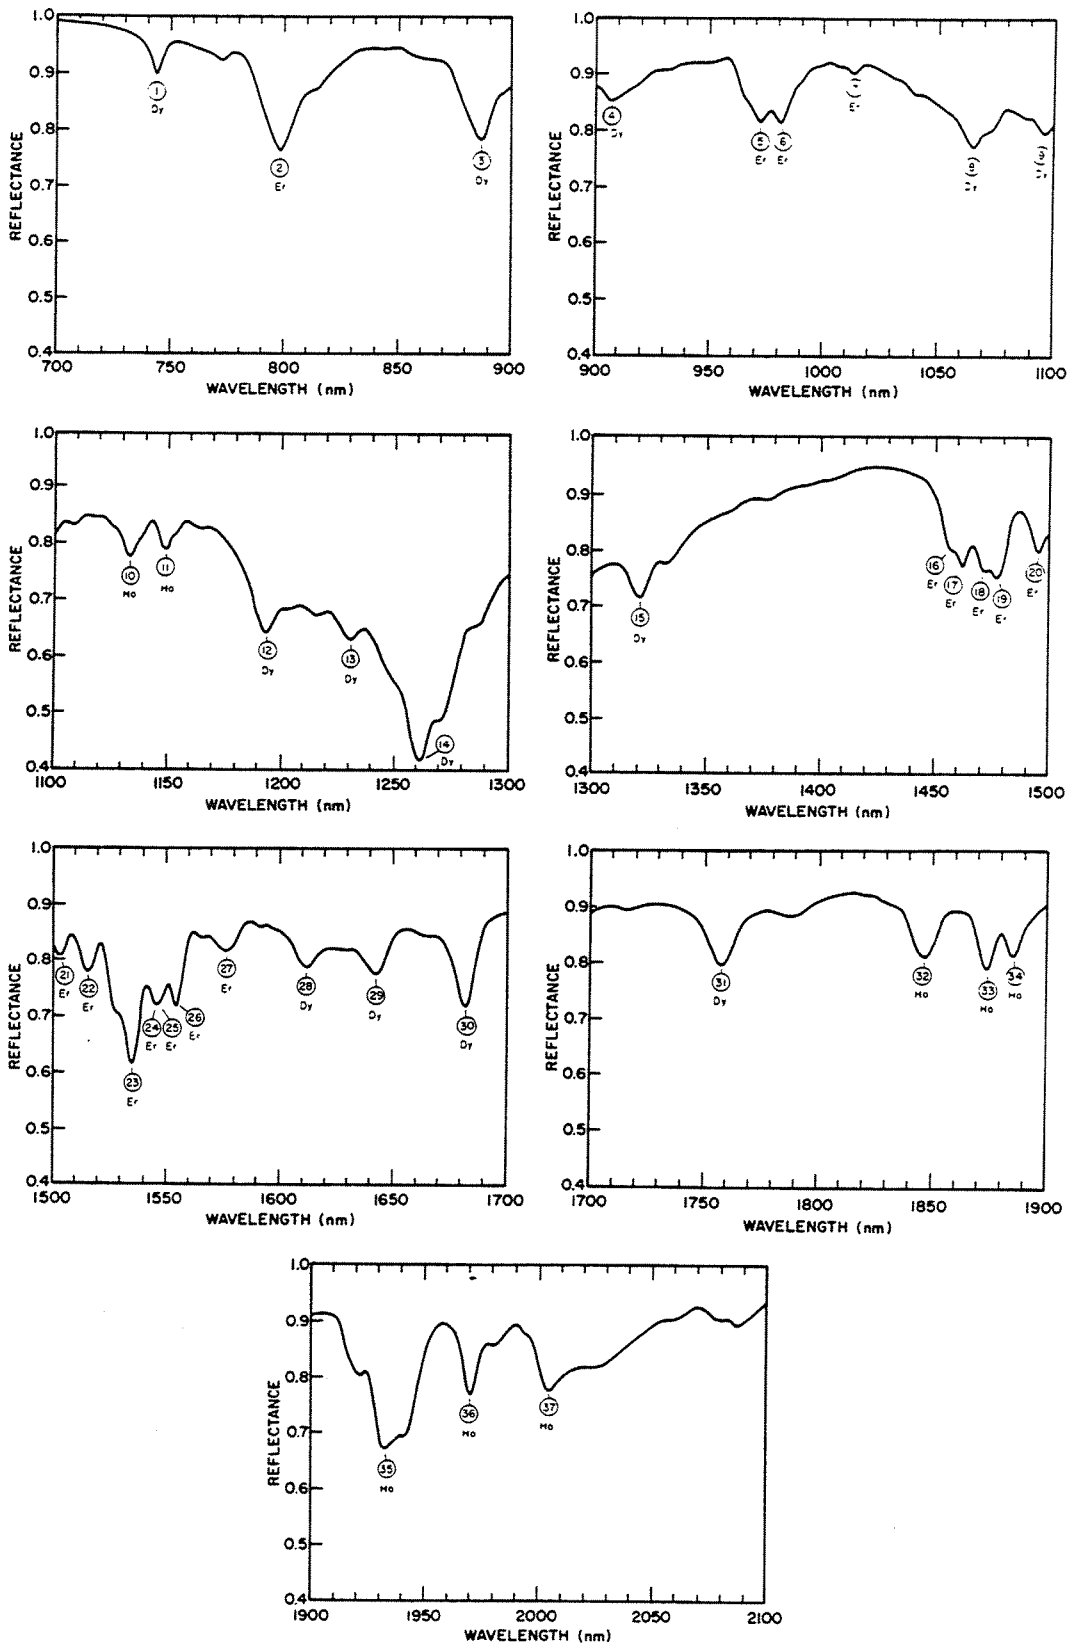 1.0
0.9
0.8
0.7
0.6
0.5
0.4
REFLECTANCE
1
Dy
2
Er
3
Dy
700 750 800 850 900
WAVELENGTH (nm)
1.0
0.9
0.8
0.7
0.6
0.5
0.4
REFLECTANCE
4
Dy
5
Er
6
Er
900 950 1000 1050 1100
WAVELENGTH (nm)
1.0
0.9
0.8
0.7
0.6
0.5
0.4
REFLECTANCE
10
Ho
11
Ho
12
Dy
13
Dy
14
Dy
1100 1150 1200 1250 1300
WAVELENGTH (nm)
1.0
0.9
0.8
0.7
0.6
0.5
0.4
REFLECTANCE
15
Dy
16
Er
17
Er
18
Er
19
Er
20
Er
1300 1350 1400 1450 1500
WAVELENGTH (nm)
1.0
0.9
0.8
0.7
0.6
0.5
0.4
REFLECTANCE
21
Er
22
Er
23
Er
24
Er
25
Er
26
Er
27
Er
28
Dy
29
Dy
30
Dy
1500 1550 1600 1650 1700
WAVELENGTH (nm)
1.0
0.9
0.8
0.7
0.6
0.5
0.4
REFLECTANCE
31
Dy
32
Ho
33
Ho
34
Ho
1700 1750 1800 1850 1900
WAVELENGTH (nm)
1.0
0.9
0.8
0.7
0.6
0.5
0.4
REFLECTANCE
35
Ho
36
Ho
37
Ho
1900 1950 2000 2050 2100
WAVELENGTH (nm)